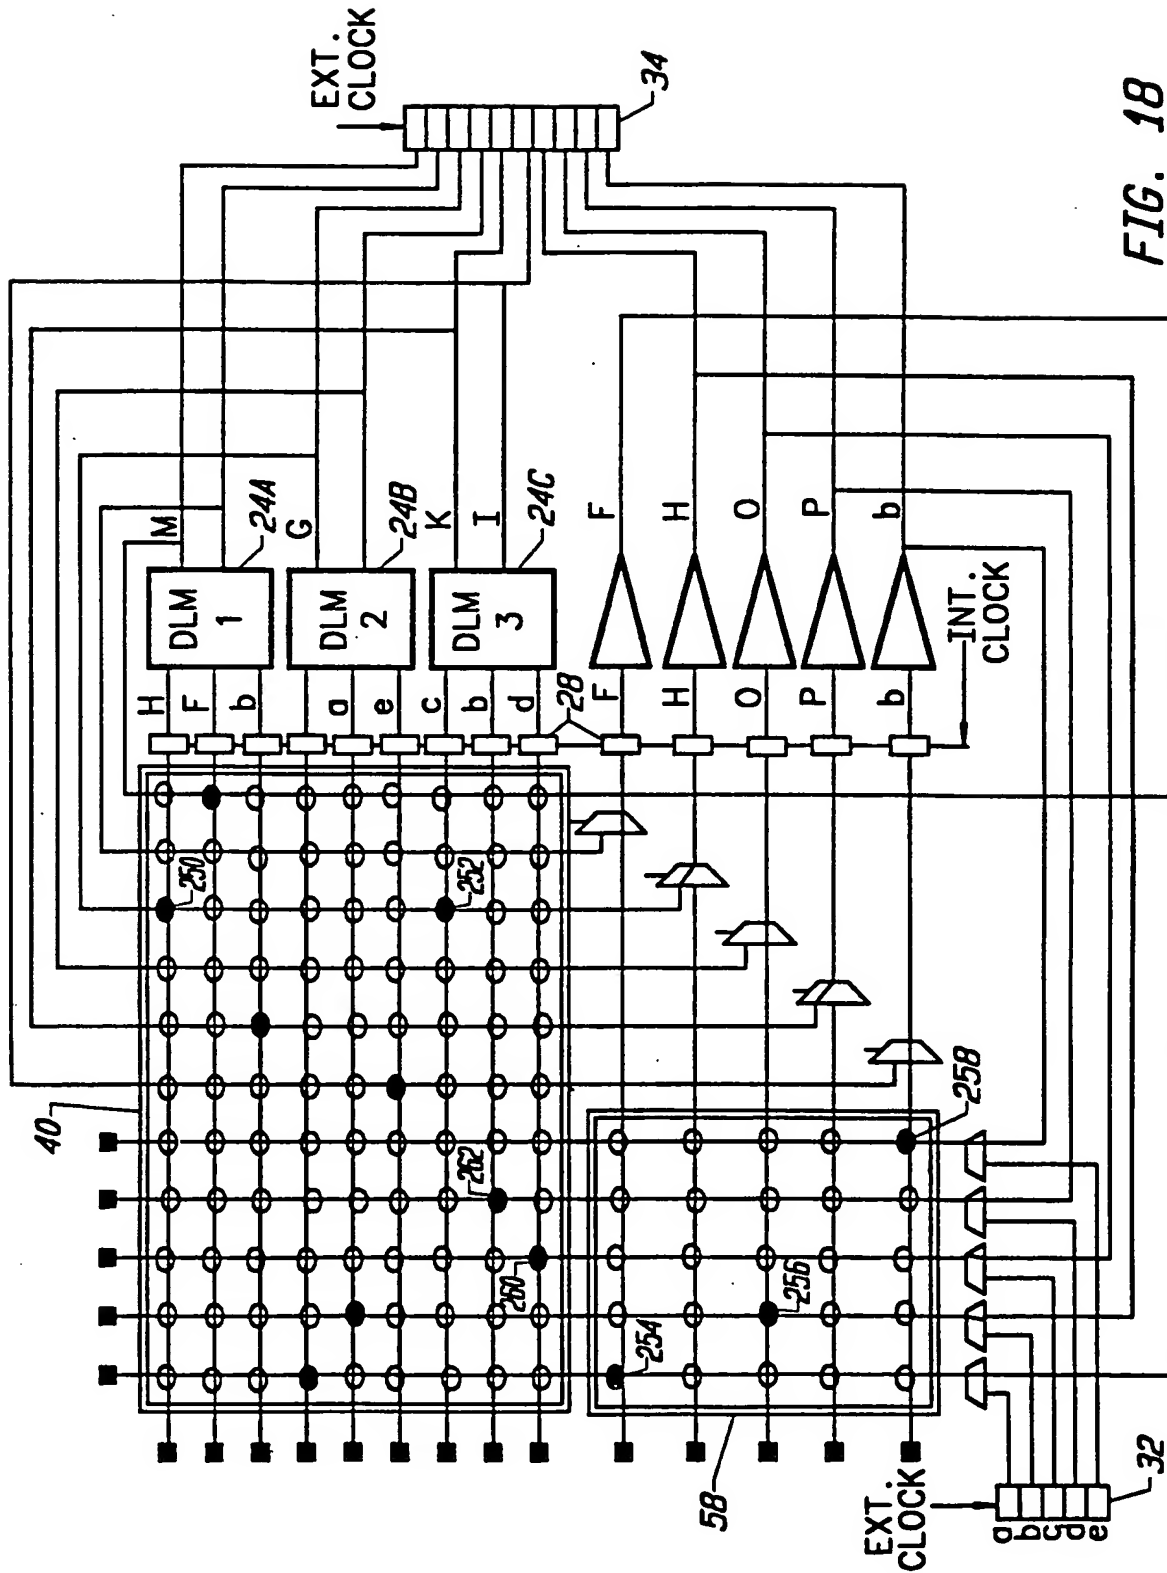 EXT.
CLOCK
34
FIG. 18
M
G
K
I
24A
24B
24C
DLM
1
DLM
2
DLM
3
F
H
O
P
b
H
F
b
a
e
c
b
d
28
F
H
O
P
b
INT.
CLOCK
40
250
252
262
260
254
256
258
58
EXT.
CLOCK
a
b
c
d
e
32